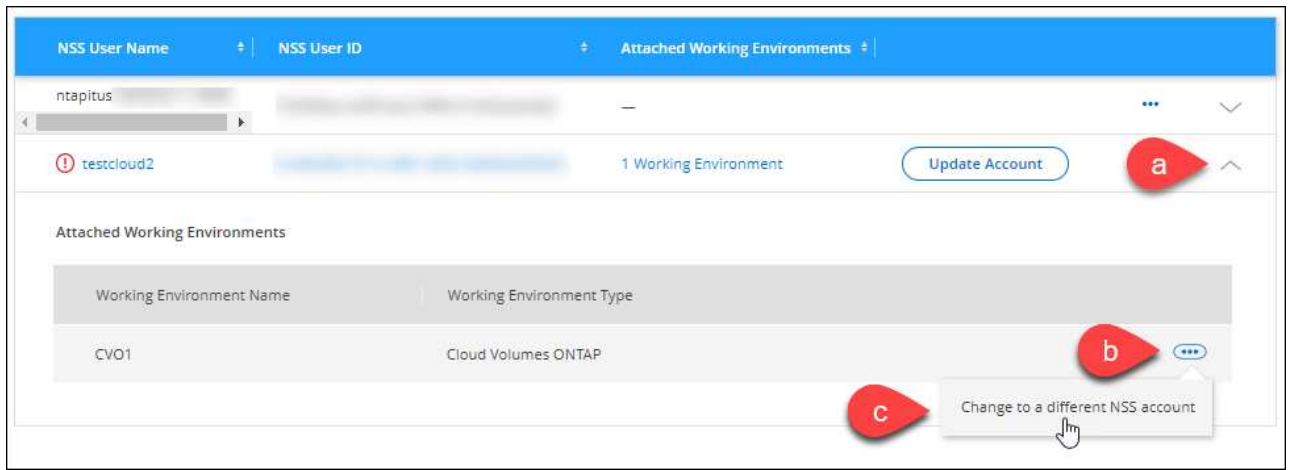 NSS User Name NSS User ID Attached Working Environments
ntapitus —
testcloud2 1 Working Environment Update Account a
Attached Working Environments
Working Environment Name Working Environment Type
CVO1 Cloud Volumes ONTAP b
c Change to a different NSS account